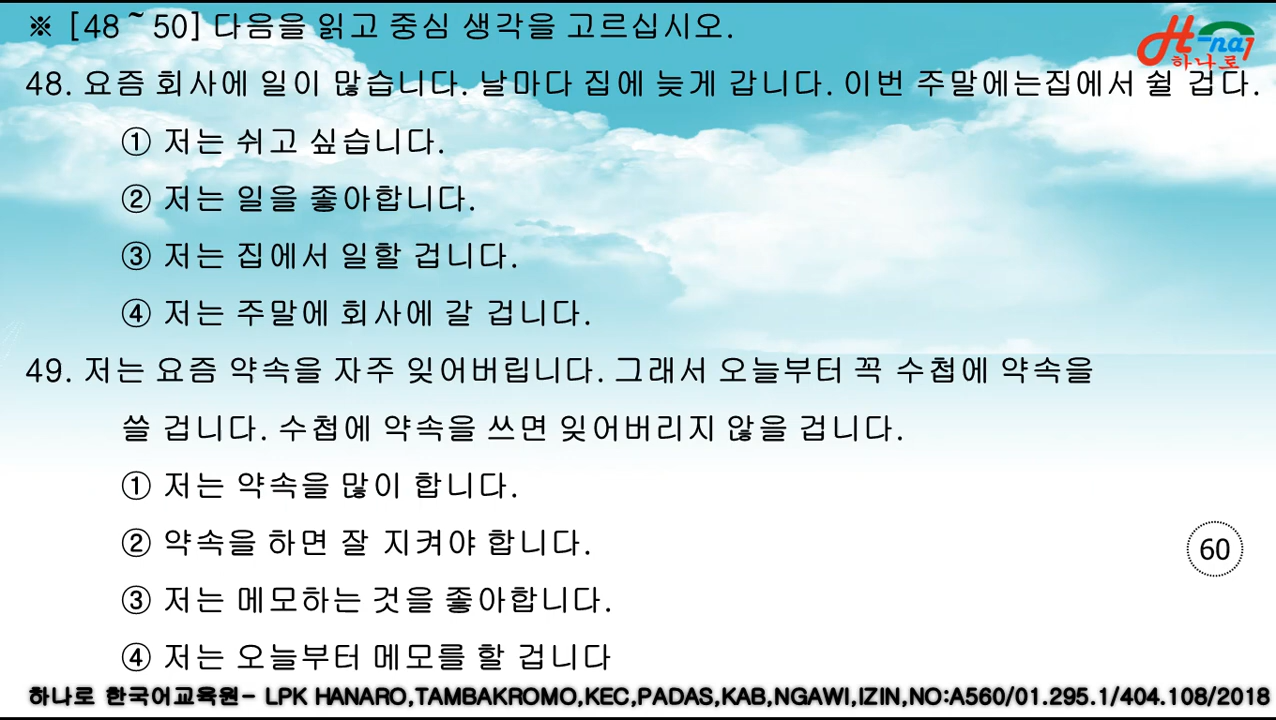 ※ [48 ~ 50] 다음을 읽고 중심 생각을 고르십시오.
H-na1
하나로
48. 요즘 회사에 일이 많습니다. 날마다 집에 늦게 갑니다. 이번 주말에는집에서 쉴 겁다.
① 저는 쉬고 싶습니다.
② 저는 일을 좋아합니다.
③ 저는 집에서 일할 겁니다.
④ 저는 주말에 회사에 갈 겁니다.
49. 저는 요즘 약속을 자주 잊어버립니다. 그래서 오늘부터 꼭 수첩에 약속을
쓸 겁니다. 수첩에 약속을 쓰면 잊어버리지 않을 겁니다.
① 저는 약속을 많이 합니다.
② 약속을 하면 잘 지켜야 합니다.
60
③ 저는 메모하는 것을 좋아합니다.
④ 저는 오늘부터 메모를 할 겁니다
하나로 한국어교육원- LPK HANARO,TAMBAKROMO,KEC,PADAS,KAB,NGAWI,IZIN,NO:A560/01.295.1/404.108/2018